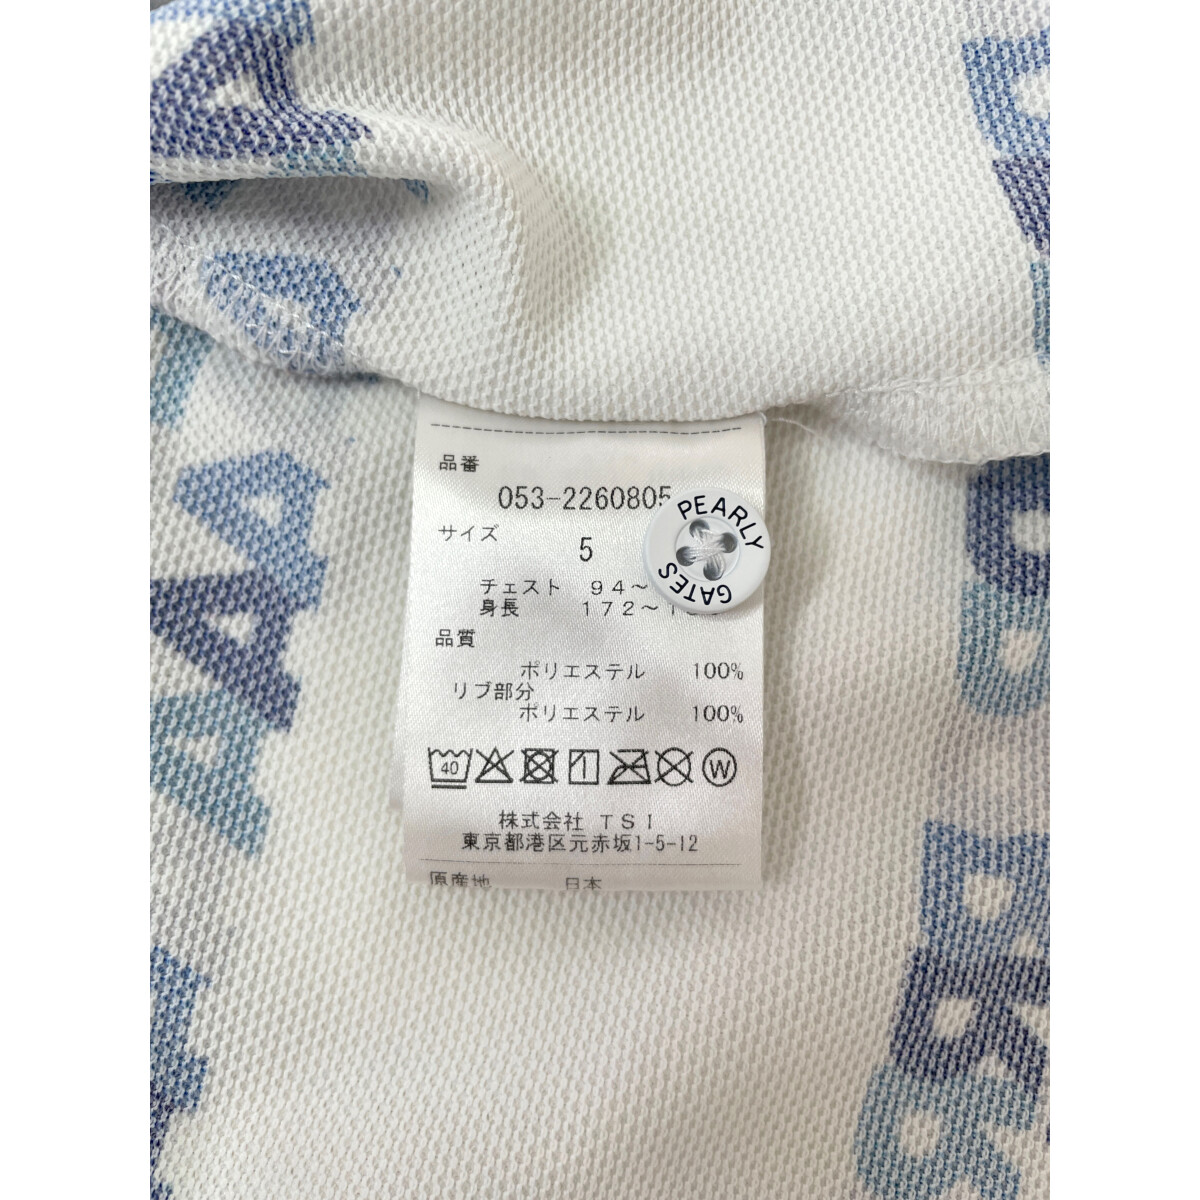 品番
053-2260805
PEARLY GATES
サイズ
5
チェスト 94～
身長 172～
品質
ポリエステル 100%
リブ部分
ポリエステル 100%
40
W
株式会社 TSI
東京都港区元赤坂1-5-12
原産地 日本